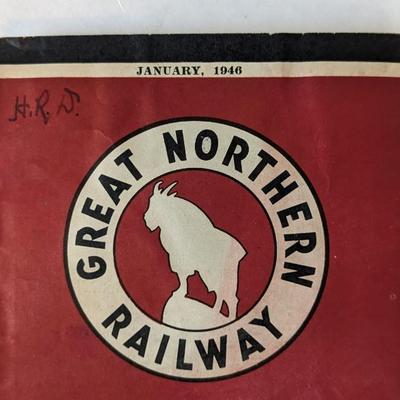 JANUARY, 1946
H.R.D.
GREAT NORTHERN
RAILWAY